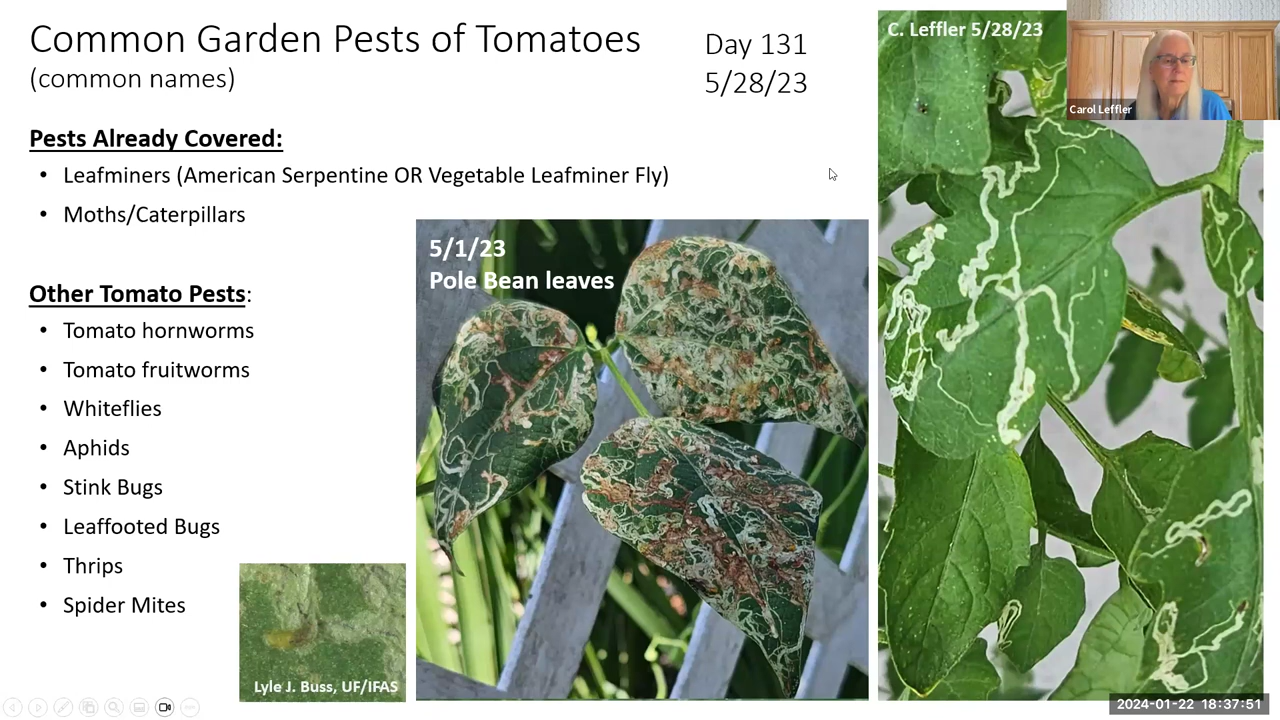 Common Garden Pests of Tomatoes
(common names)
Day 131
5/28/23
Pests Already Covered:
• Leafminers (American Serpentine OR Vegetable Leafminer Fly)
• Moths/Caterpillars
Other Tomato Pests:
• Tomato hornworms
• Tomato fruitworms
• Whiteflies
• Aphids
• Stink Bugs
• Leaffooted Bugs
• Thrips
• Spider Mites
Lyle J. Buss, UF/IFAS
5/1/23
Pole Bean leaves
C. Leffler 5/28/23
Carol Leffler
2024-01-22 18:37:51